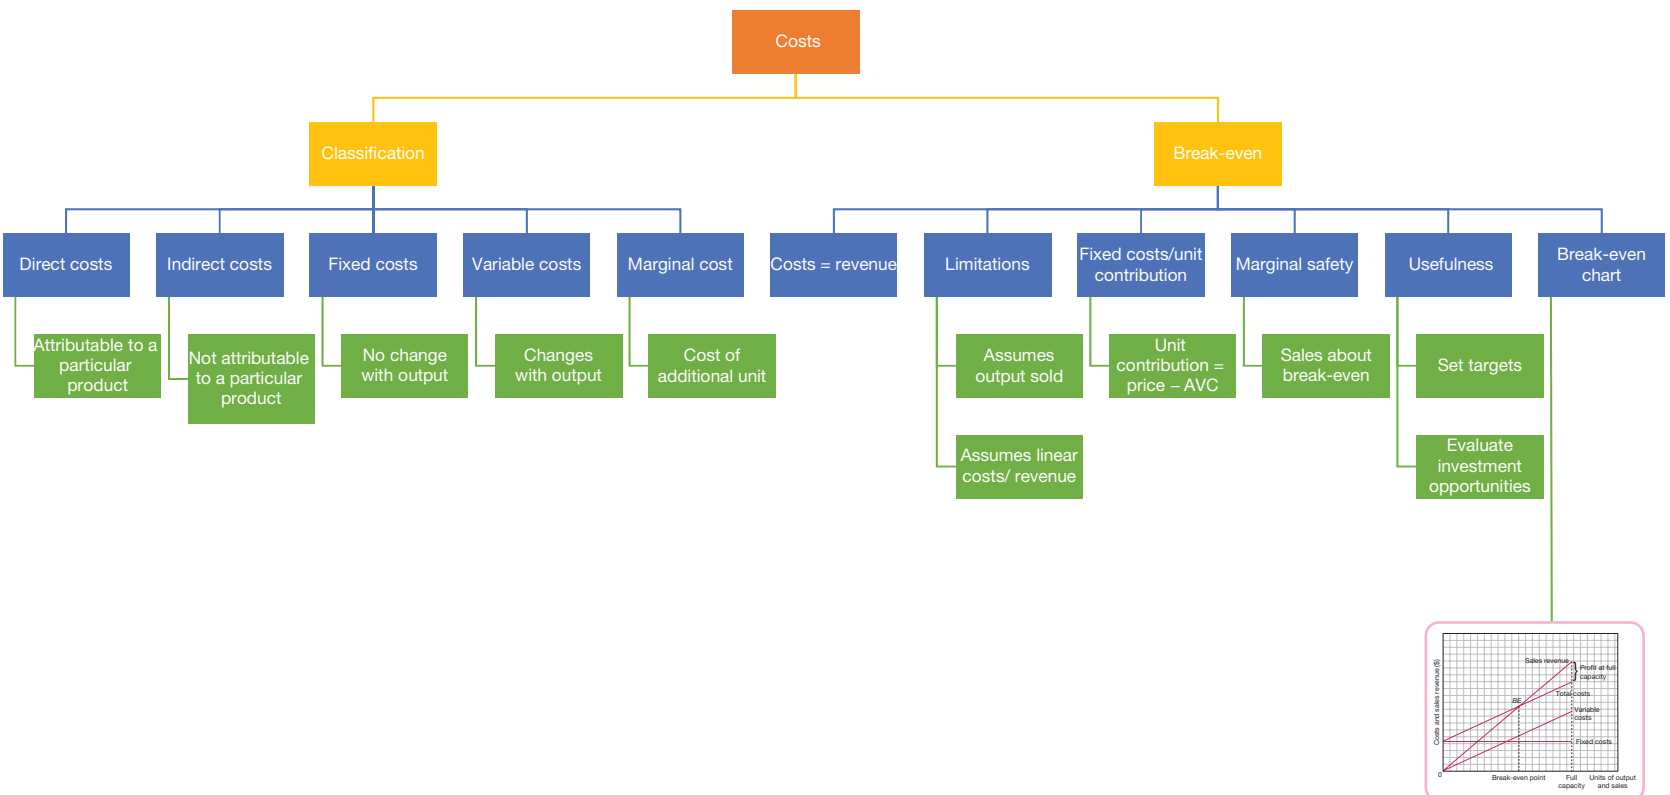 Costs
Classification
Break-even
Direct costs
Indirect costs
Fixed costs
Variable costs
Marginal cost
Costs = revenue
Limitations
Fixed costs/unit
contribution
Marginal safety
Usefulness
Break-even
chart
Attributable to a
particular
product
Not attributable
to a particular
product
No change
with output
Changes
with output
Cost of
additional unit
Assumes
output sold
Unit
contribution =
price – AVC
Sales about
break-even
Set targets
Assumes linear
costs/ revenue
Evaluate
investment
opportunities
Costs and sales revenue ($)
Sales revenue
Profit at full
capacity
Total costs
BE
Variable
costs
Fixed costs
0
Break-even point
Full
capacity
Units of output
and sales